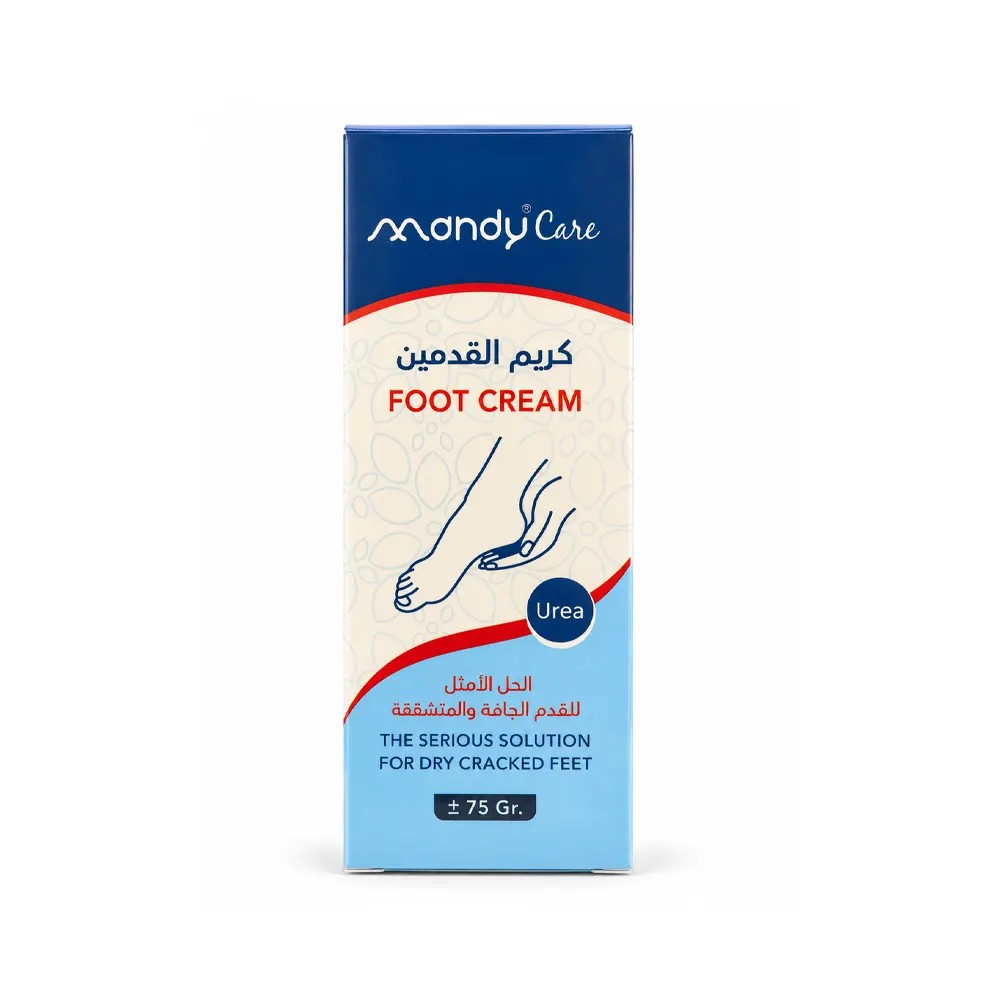 mandy® Care
كريم القدمين
FOOT CREAM
Urea
الحل الأمثل
للقدم الجافة والمتشققة
THE SERIOUS SOLUTION
FOR DRY CRACKED FEET
± 75 Gr.